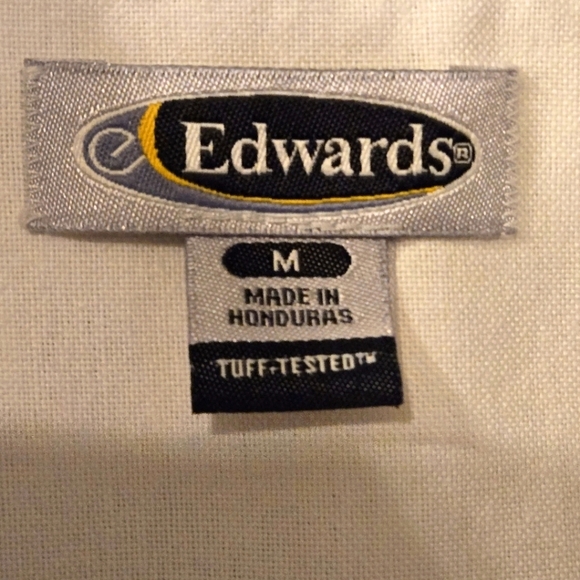 e Edwards®
M
MADE IN
HONDURAS
TUFF-TESTED™